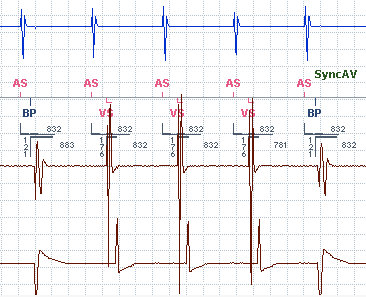 SyncAV
AS AS AS AS AS
BP VS VS VS BP
832 832 832 832 832
121 883 176 832 176 832 176 781 121 832